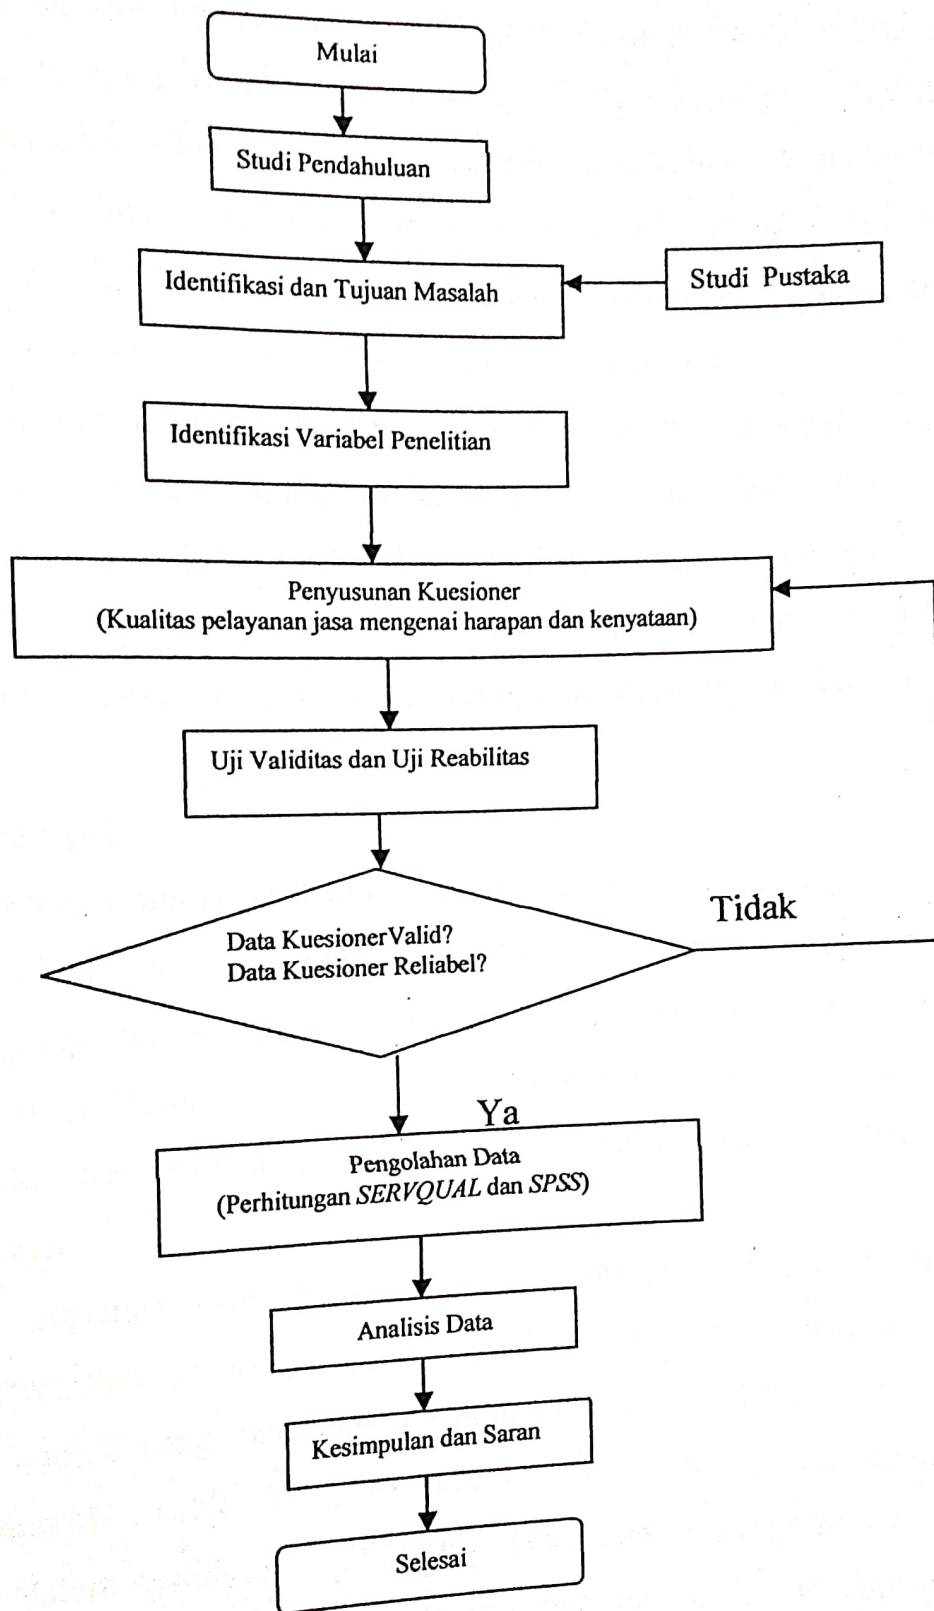 Mulai
Studi Pendahuluan
Identifikasi dan Tujuan Masalah
Studi Pustaka
Identifikasi Variabel Penelitian
Penyusunan Kuesioner
(Kualitas pelayanan jasa mengenai harapan dan kenyataan)
Uji Validitas dan Uji Reabilitas
Data KuesionerValid?
Data Kuesioner Reliabel?
Tidak
Ya
Pengolahan Data
(Perhitungan SERVQUAL dan SPSS)
Analisis Data
Kesimpulan dan Saran
Selesai